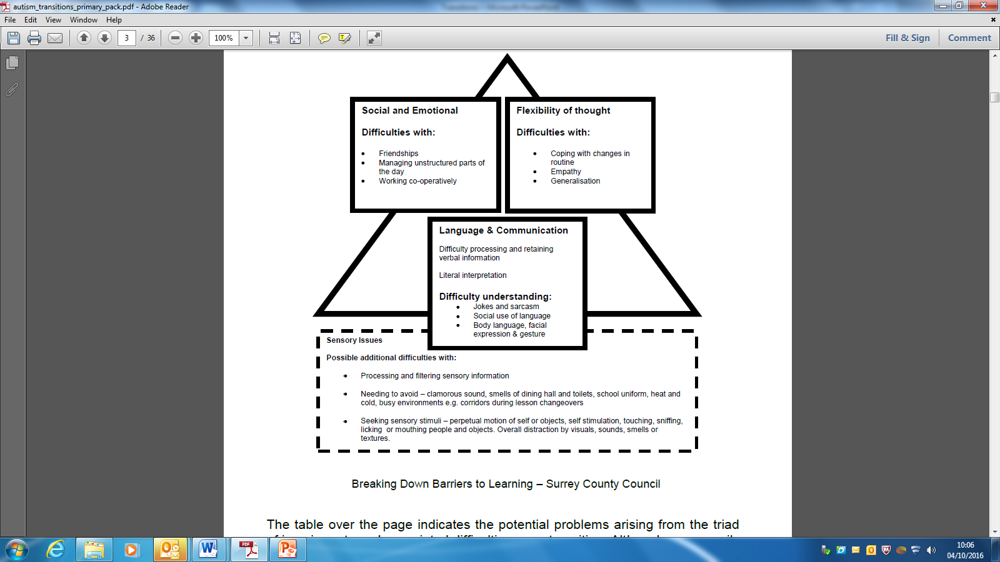 autism_transitions_primary_pack.pdf - Adobe Reader
File Edit View Window Help
3 / 36 100% Fill & Sign Comment
Social and Emotional
Difficulties with:
• Friendships
• Managing unstructured parts of
the day
• Working co-operatively
Flexibility of thought
Difficulties with:
• Coping with changes in
routine
• Empathy
• Generalisation
Language & Communication
Difficulty processing and retaining
verbal information
Literal interpretation
Difficulty understanding:
• Jokes and sarcasm
• Social use of language
• Body language, facial
expression & gesture
Sensory Issues
Possible additional difficulties with:
• Processing and filtering sensory information
• Needing to avoid – clamorous sound, smells of dining hall and toilets, school uniform, heat and
cold, busy environments e.g. corridors during lesson changeovers
• Seeking sensory stimuli – perpetual motion of self or objects, self stimulation, touching, sniffing,
licking or mouthing people and objects. Overall distraction by visuals, sounds, smells or
textures.
Breaking Down Barriers to Learning – Surrey County Council
The table over the page indicates the potential problems arising from the triad
10:06
04/10/2016